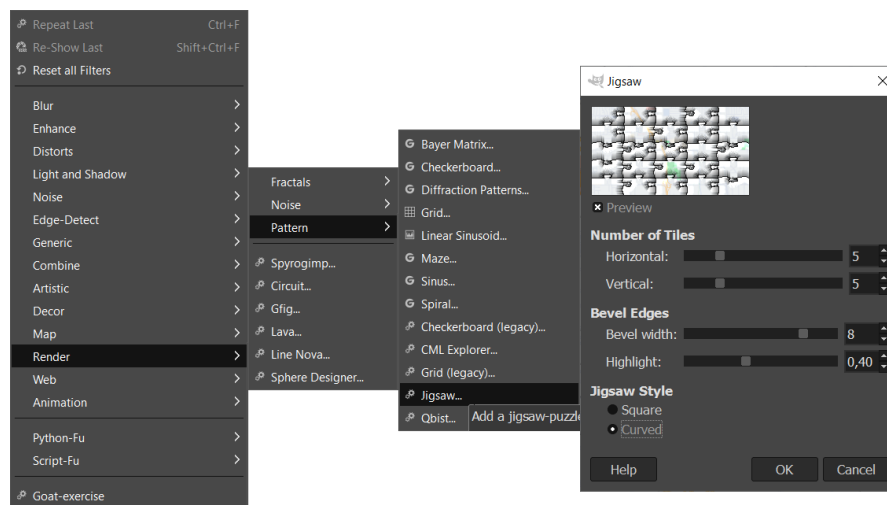 Repeat Last Ctrl+F
Re-Show Last Shift+Ctrl+F
Reset all Filters
Blur
Enhance
Distorts
Light and Shadow
Noise
Edge-Detect
Generic
Combine
Artistic
Decor
Map
Render
Web
Animation
Python-Fu
Script-Fu
Goat-exercise
Fractals
Noise
Pattern
Spyrogimp...
Circuit...
Gfig...
Lava...
Line Nova...
Sphere Designer...
Bayer Matrix...
Checkerboard...
Diffraction Patterns...
Grid...
Linear Sinusoid...
Maze...
Sinus...
Spiral...
Checkerboard (legacy)...
CML Explorer...
Grid (legacy)...
Jigsaw...
Qbist...
Add a jigsaw-puzzle
Jigsaw
Preview
Number of Tiles
Horizontal: 5
Vertical: 5
Bevel Edges
Bevel width: 8
Highlight: 0,40
Jigsaw Style
Square
Curved
Help OK Cancel